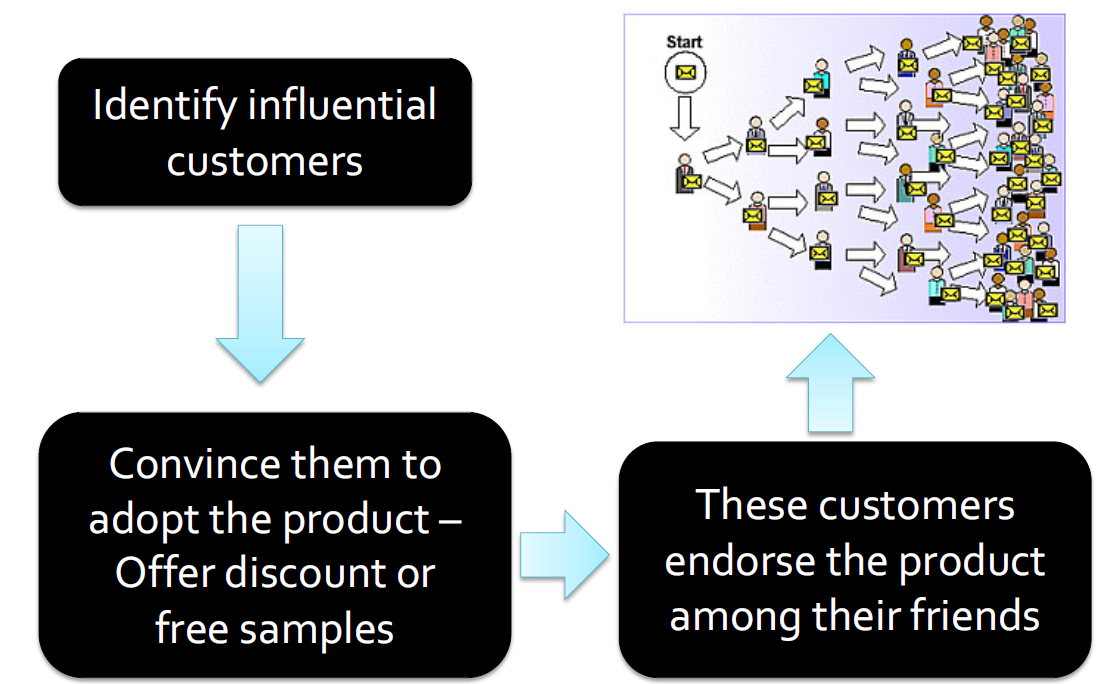 Identify influential
customers
Convince them to
adopt the product –
Offer discount or
free samples
These customers
endorse the product
among their friends
Start